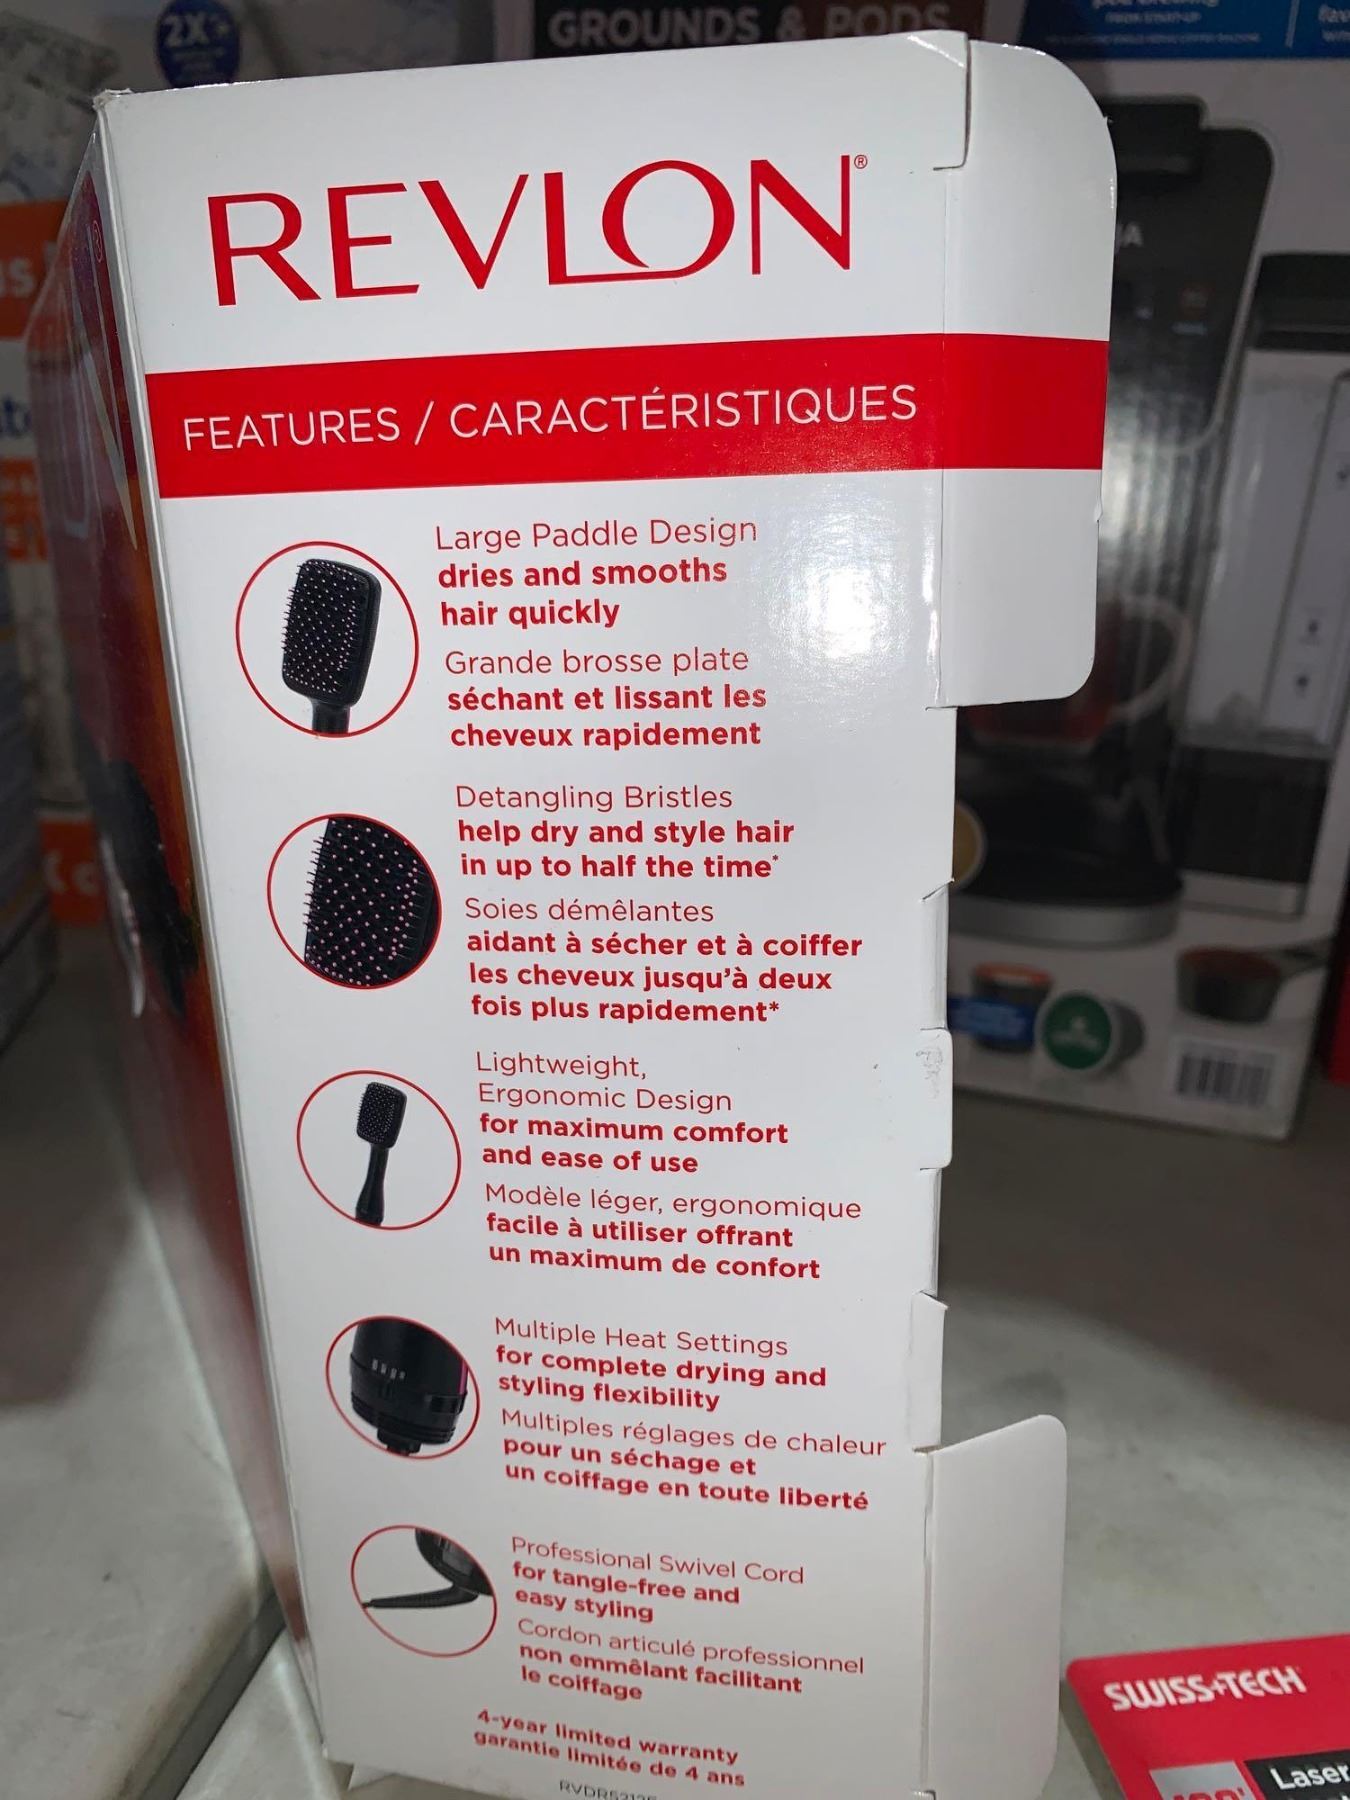 2X
GROUNDS & PODS
REVLON®
FEATURES / CARACTÉRISTIQUES
Large Paddle Design
dries and smooths
hair quickly
Grande brosse plate
séchant et lissant les
cheveux rapidement
Detangling Bristles
help dry and style hair
in up to half the time*
Soies démêlantes
aidant à sécher et à coiffer
les cheveux jusqu'à deux
fois plus rapidement*
Lightweight,
Ergonomic Design
for maximum comfort
and ease of use
Modèle léger, ergonomique
facile à utiliser offrant
un maximum de confort
Multiple Heat Settings
for complete drying and
styling flexibility
Multiples réglages de chaleur
pour un séchage et
un coiffage en toute liberté
Professional Swivel Cord
for tangle-free and
easy styling
Cordon articulé professionnel
non emmêlant facilitant
le coiffage
4-year limited warranty
garantie limitée de 4 ans
SWISS+TECH
Laser